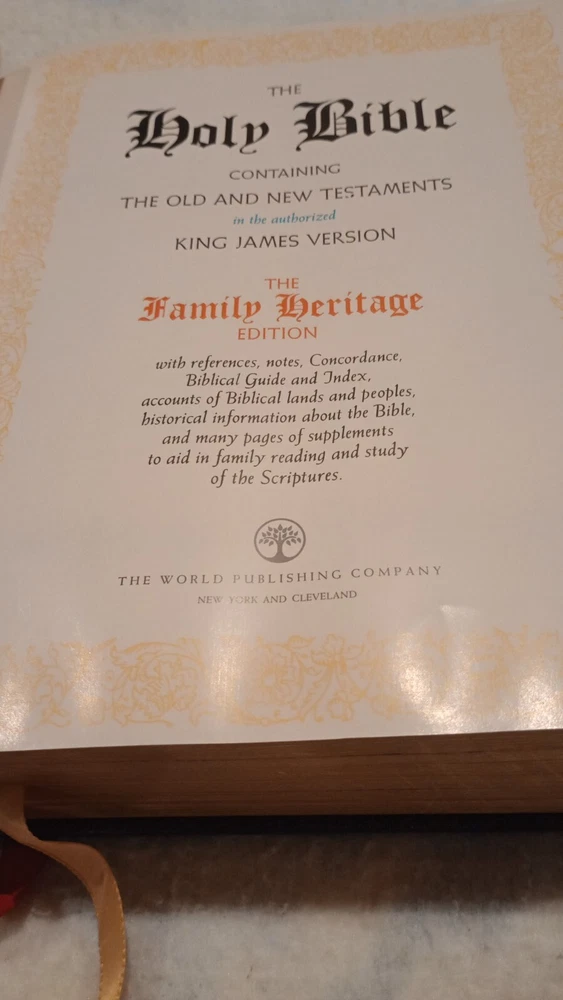 THE
Holy Bible
CONTAINING
THE OLD AND NEW TESTAMENTS
in the authorized
KING JAMES VERSION
THE
Family Heritage
EDITION
with references, notes, Concordance,
Biblical Guide and Index,
accounts of Biblical lands and peoples,
historical information about the Bible,
and many pages of supplements
to aid in family reading and study
of the Scriptures.
THE WORLD PUBLISHING COMPANY
NEW YORK AND CLEVELAND